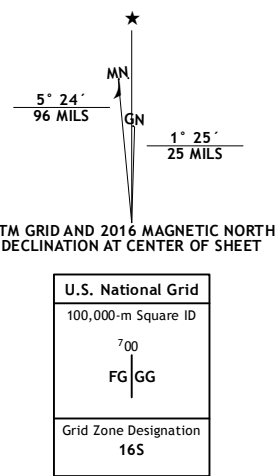 ★
MN
GN
5° 24´
96 MILS
1° 25´
25 MILS
TM GRID AND 2016 MAGNETIC NORTH
DECLINATION AT CENTER OF SHEET
U.S. National Grid
100,000-m Square ID
⁷00
FG GG
Grid Zone Designation
16S